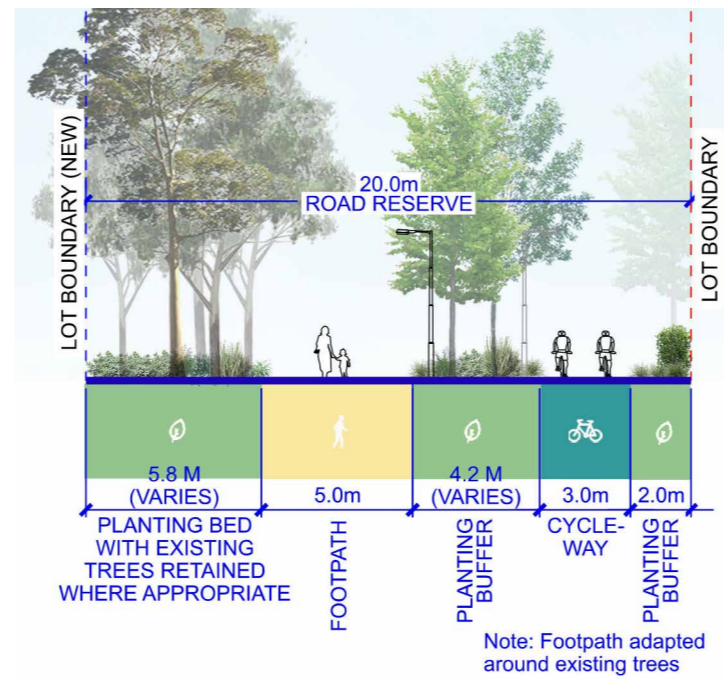 LOT BOUNDARY (NEW)
20.0m
ROAD RESERVE
LOT BOUNDARY
5.8 M
(VARIES)
5.0m
4.2 M
(VARIES)
3.0m
2.0m
PLANTING BED
WITH EXISTING
TREES RETAINED
WHERE APPROPRIATE
FOOTPATH
PLANTING
BUFFER
CYCLE-
WAY
PLANTING
BUFFER
Note: Footpath adapted
around existing trees